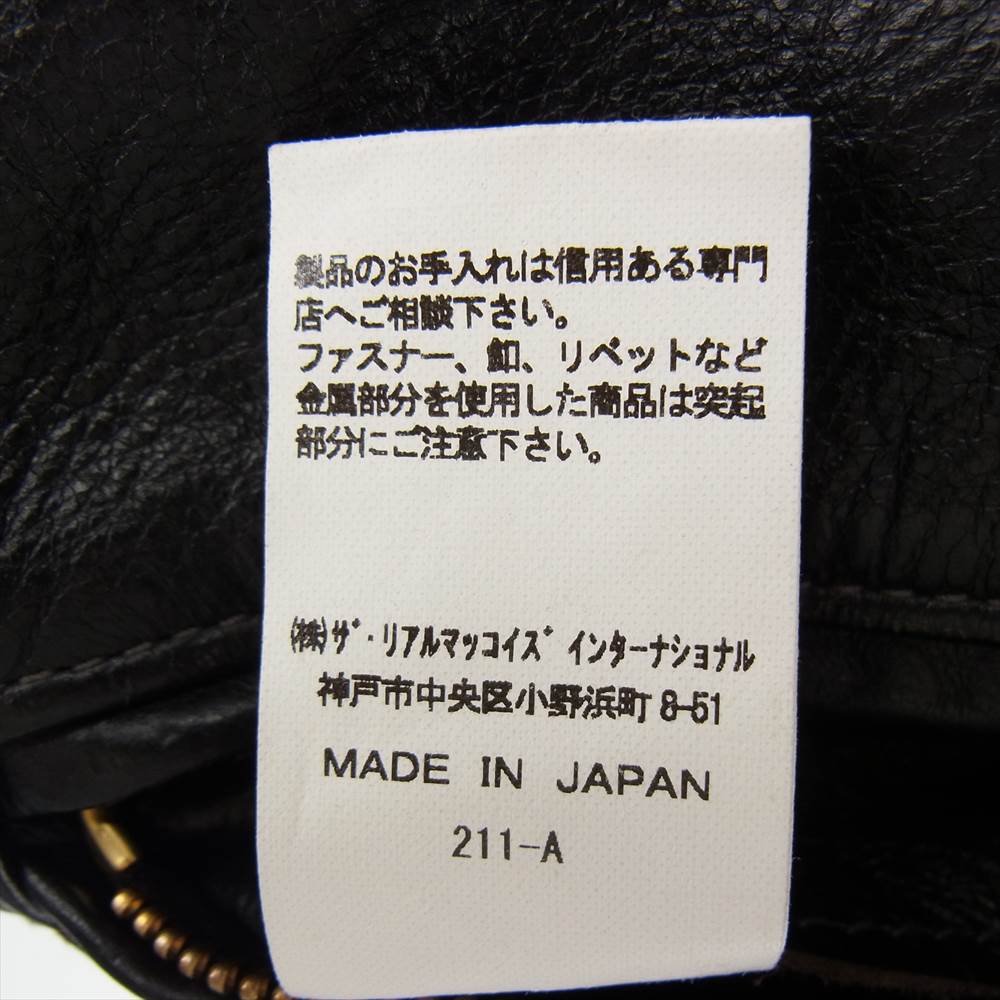 製品のお手入れは信用ある専門
店へご相談下さい。
ファスナー、釦、リベットなど
金属部分を使用した商品は突起
部分にご注意下さい。
㈱ザ・リアルマッコイズ インターナショナル
神戸市中央区小野浜町8-51
MADE IN JAPAN
211-A